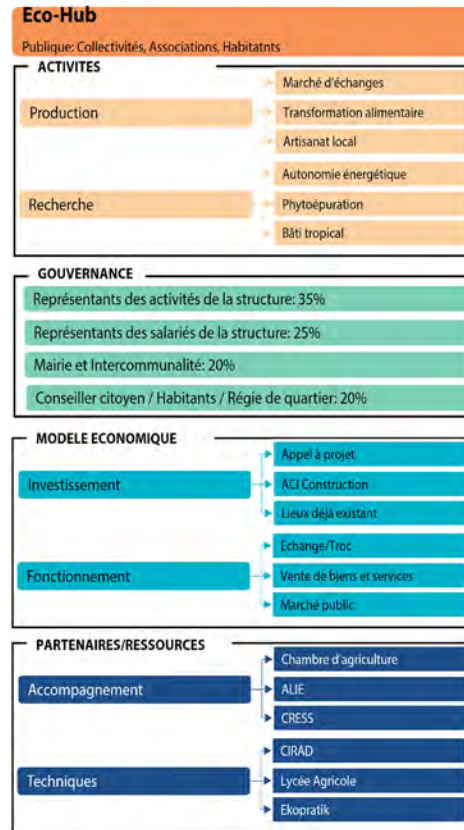 Eco-Hub
Publique: Collectivités, Associations, Habitatnts
ACTIVITES
Production
Marché d'échanges
Transformation alimentaire
Artisanat local
Recherche
Autonomie énergétique
Phytoépuration
Bâti tropical
GOUVERNANCE
Représentants des activités de la structure: 35%
Représentants des salariés de la structure: 25%
Mairie et Intercommunalité: 20%
Conseiller citoyen / Habitants / Régie de quartier: 20%
MODELE ECONOMIQUE
Investissement
Appel à projet
ACI Construction
Lieux déjà existant
Fonctionnement
Echange/Troc
Vente de biens et services
Marché public
PARTENAIRES/RESSOURCES
Accompagnement
Chambre d'agriculture
ALIE
CRESS
Techniques
CIRAD
Lycée Agricole
Ekopratik